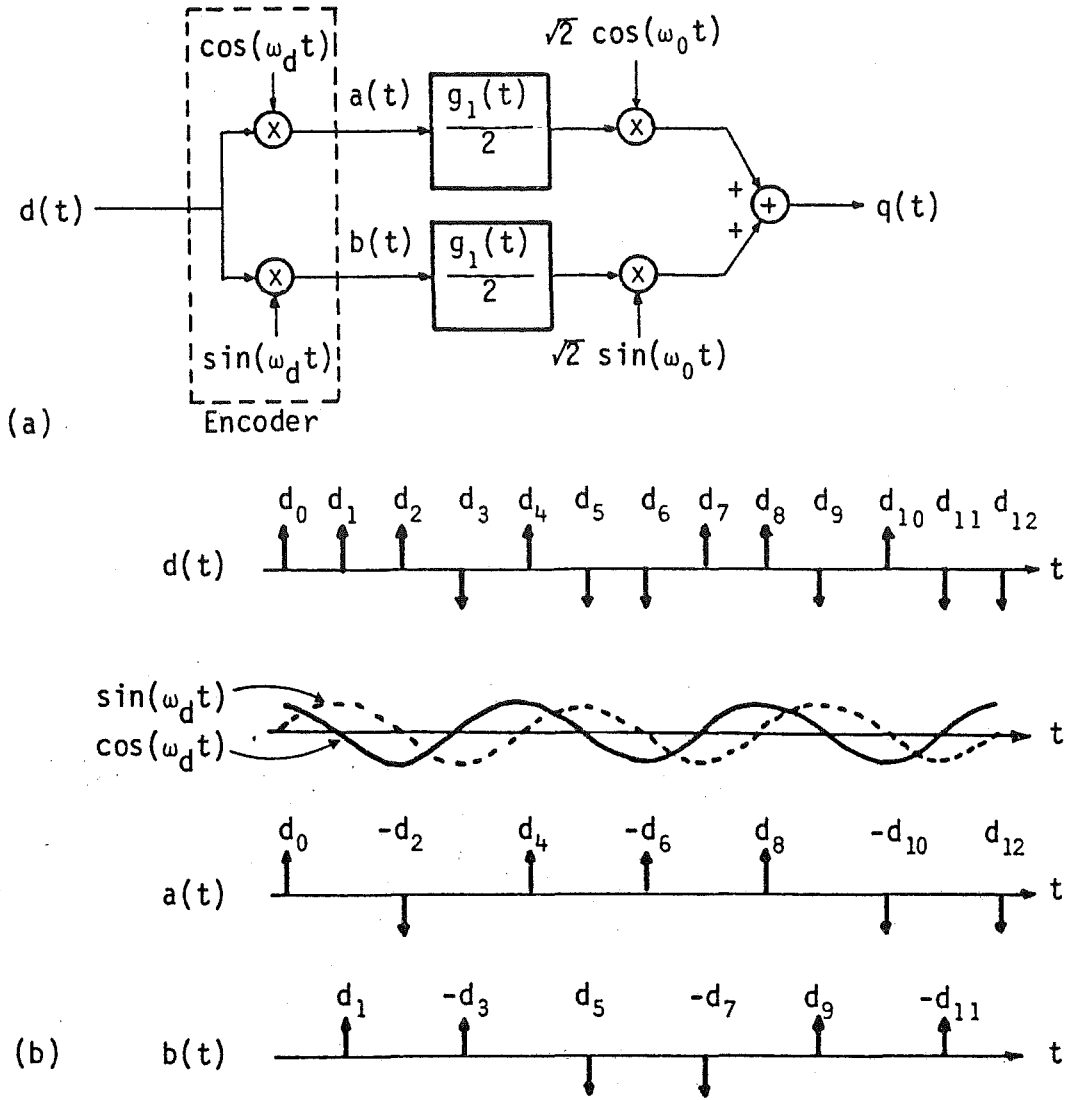 cos(ω_d t)
√2 cos(ω_0 t)
a(t)
g_1(t)
2
x
x
d(t)
+
+
+
q(t)
b(t)
g_1(t)
2
x
x
sin(ω_d t)
√2 sin(ω_0 t)
(a)
Encoder
d_0 d_1 d_2 d_3 d_4 d_5 d_6 d_7 d_8 d_9 d_10 d_11 d_12
d(t)
t
sin(ω_d t)
cos(ω_d t)
t
d_0 -d_2 d_4 -d_6 d_8 -d_10 d_12
a(t)
t
d_1 -d_3 d_5 -d_7 d_9 -d_11
(b) b(t)
t